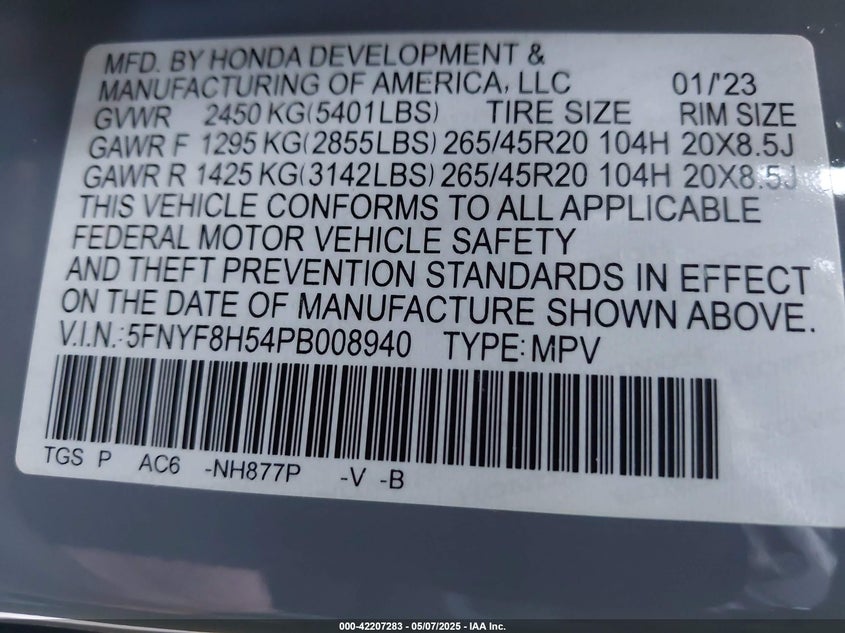 MFD. BY HONDA DEVELOPMENT &
MANUFACTURING OF AMERICA, LLC 01/'23
GVWR 2450 KG(5401LBS) TIRE SIZE RIM SIZE
GAWR F 1295 KG(2855LBS) 265/45R20 104H 20X8.5J
GAWR R 1425 KG(3142LBS) 265/45R20 104H 20X8.5J
THIS VEHICLE CONFORMS TO ALL APPLICABLE
FEDERAL MOTOR VEHICLE SAFETY
AND THEFT PREVENTION STANDARDS IN EFFECT
ON THE DATE OF MANUFACTURE SHOWN ABOVE.
V.I.N.: 5FNYF8H54PB008940 TYPE: MPV
TGS P AC6 -NH877P -V -B
000-42207283 - 05/07/2025 - IAA Inc.